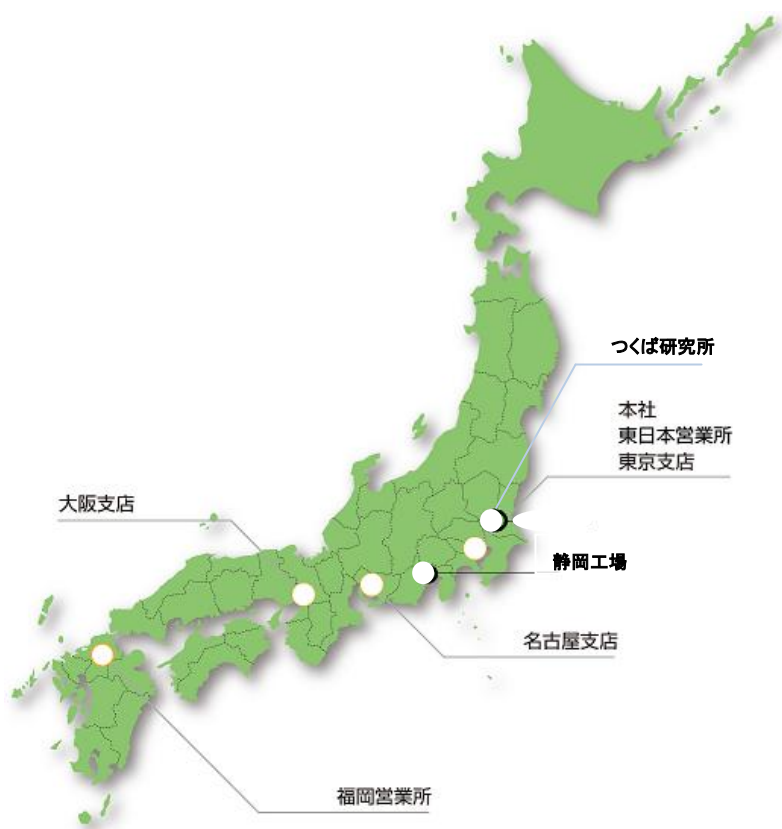 つくば研究所
本社
東日本営業所
東京支店
大阪支店
静岡工場
名古屋支店
福岡営業所